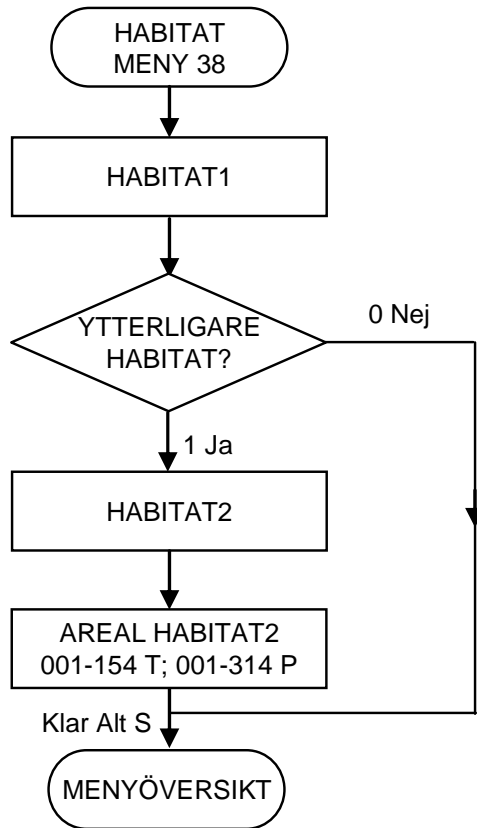 HABITAT
MENY 38
HABITAT1
YTTERLIGARE
HABITAT?
0 Nej
1 Ja
HABITAT2
AREAL HABITAT2
001-154 T; 001-314 P
Klar Alt S
MENYÖVERSIKT